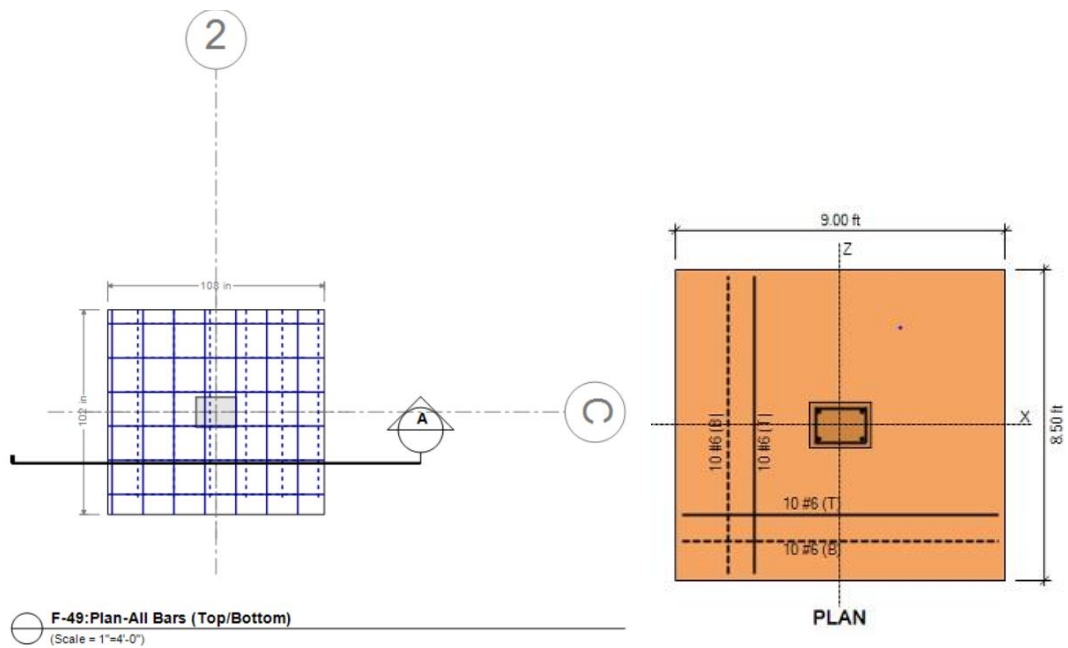 2
108 in
102 in
A
C
F-49:Plan-All Bars (Top/Bottom)
(Scale = 1"=4'-0")
9.00 ft
Z
X
8.50 ft
10 #6 (B)
10 #6 (T)
10 #6 (T)
10 #6 (B)
PLAN